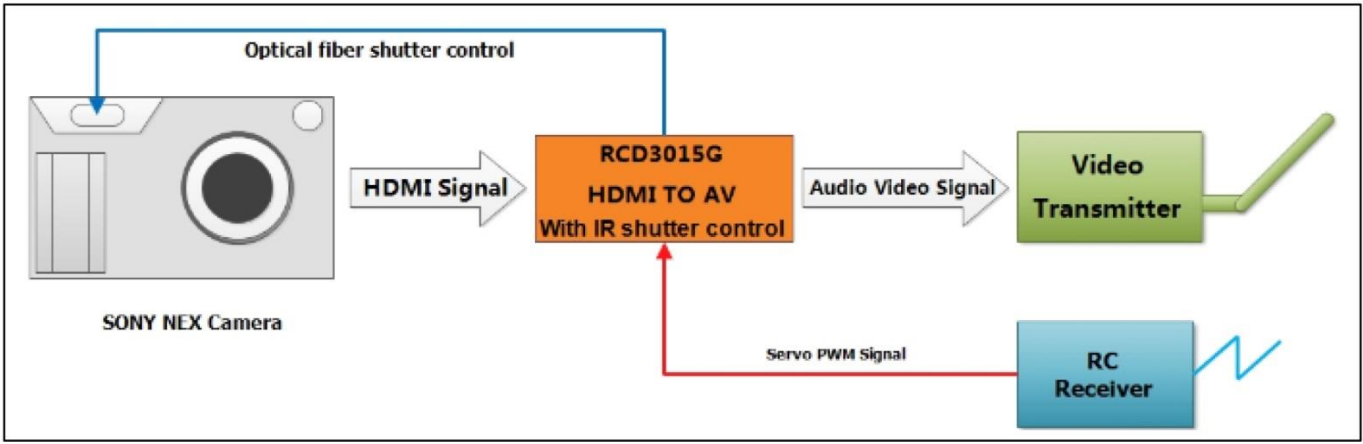 Optical fiber shutter control
HDMI Signal
RCD3015G
HDMI TO AV
With IR shutter control
Audio Video Signal
Video
Transmitter
SONY NEX Camera
Servo PWM Signal
RC
Receiver